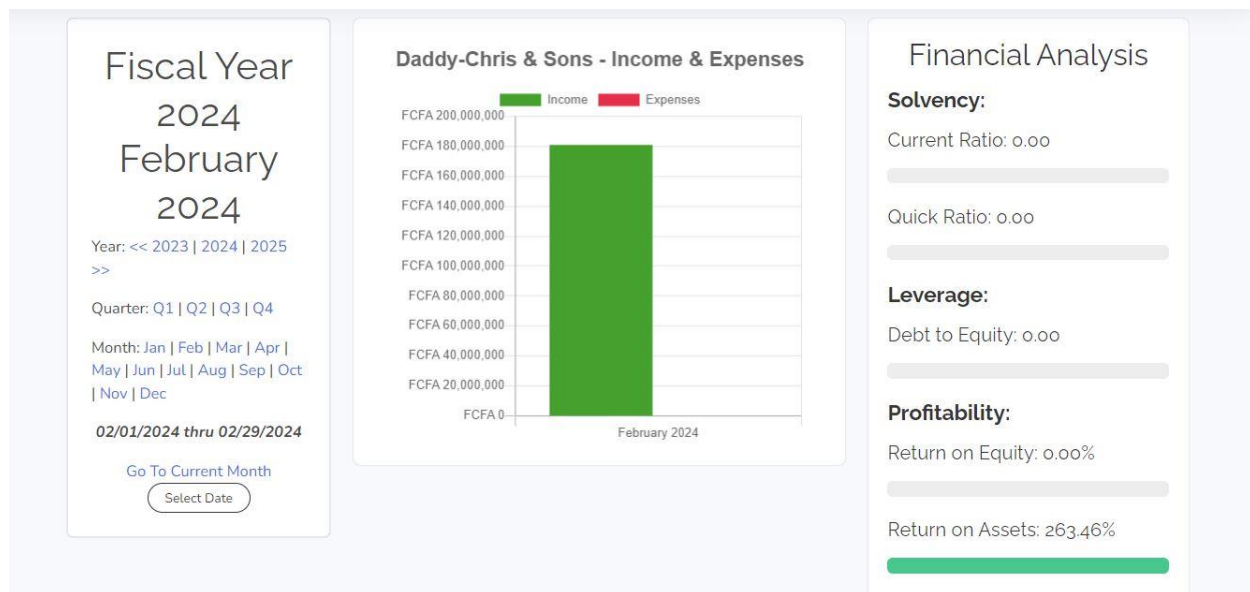 Fiscal Year
2024
February
2024
Year: << 2023 | 2024 | 2025
>>
Quarter: Q1 | Q2 | Q3 | Q4
Month: Jan | Feb | Mar | Apr |
May | Jun | Jul | Aug | Sep | Oct
| Nov | Dec
02/01/2024 thru 02/29/2024
Go To Current Month
Select Date
Daddy-Chris & Sons - Income & Expenses
Income Expenses
FCFA 200,000,000
FCFA 180,000,000
FCFA 160,000,000
FCFA 140,000,000
FCFA 120,000,000
FCFA 100,000,000
FCFA 80,000,000
FCFA 60,000,000
FCFA 40,000,000
FCFA 20,000,000
FCFA 0
February 2024
Financial Analysis
Solvency:
Current Ratio: 0.00
Quick Ratio: 0.00
Leverage:
Debt to Equity: 0.00
Profitability:
Return on Equity: 0.00%
Return on Assets: 263.46%